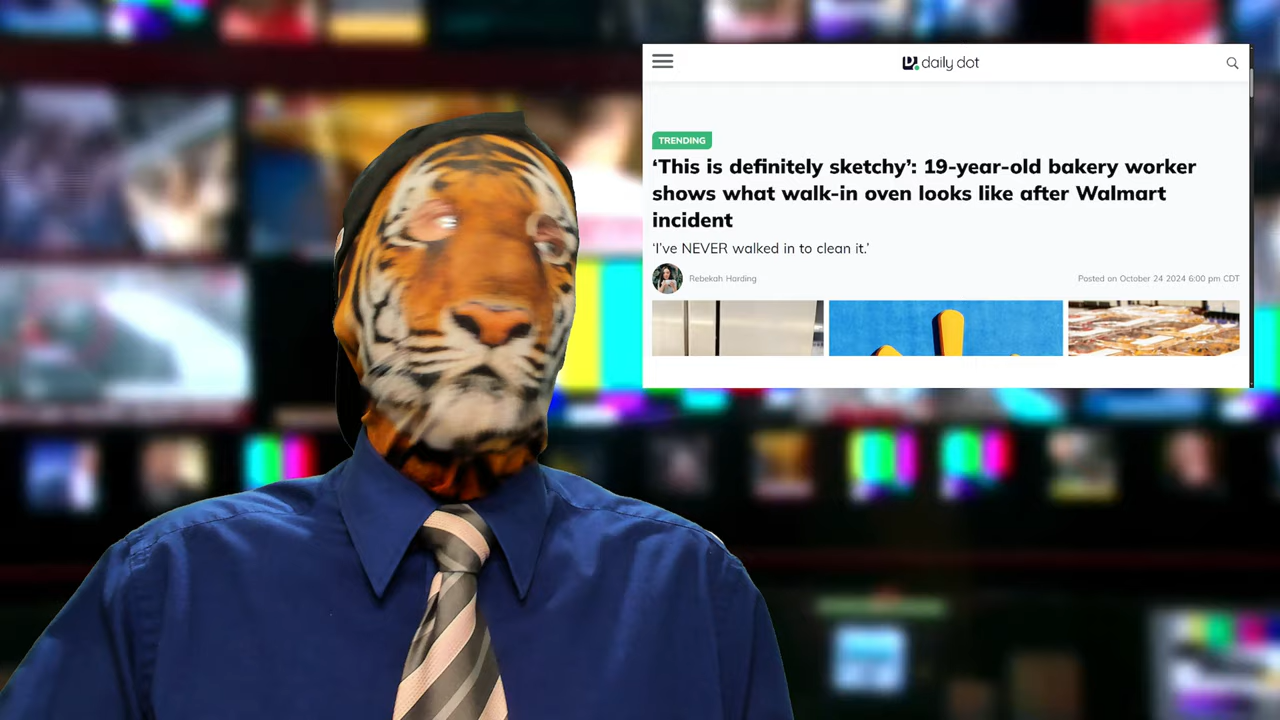 daily dot
TRENDING
‘This is definitely sketchy’: 19-year-old bakery worker
shows what walk-in oven looks like after Walmart
incident
‘I’ve NEVER walked in to clean it.’
Rebekah Harding
Posted on October 24 2024 6:00 pm CDT